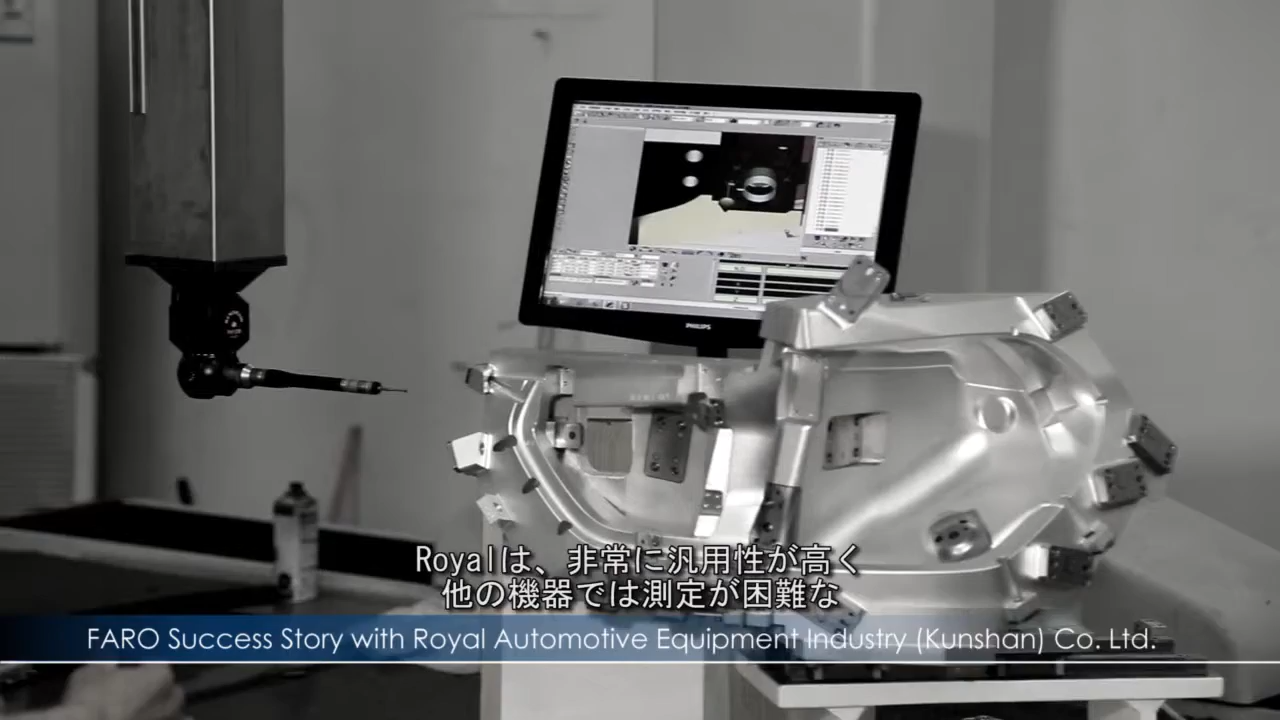 PHILIPS
Royalは、非常に汎用性が高く
他の機器では測定が困難な
FARO Success Story with Royal Automotive Equipment Industry (Kunshan) Co. Ltd.